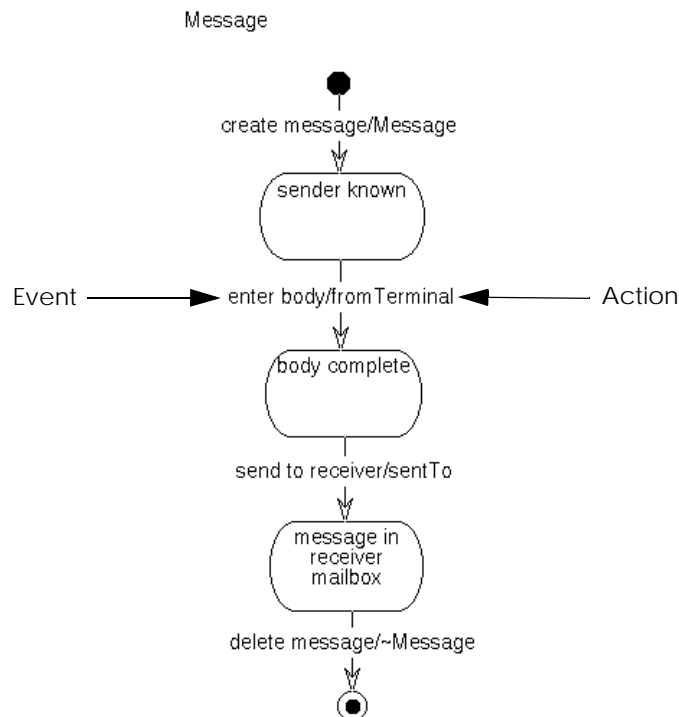 Message
create message/Message
sender known
Event
enter body/fromTerminal
Action
body complete
send to receiver/sentTo
message in
receiver
mailbox
delete message/~Message